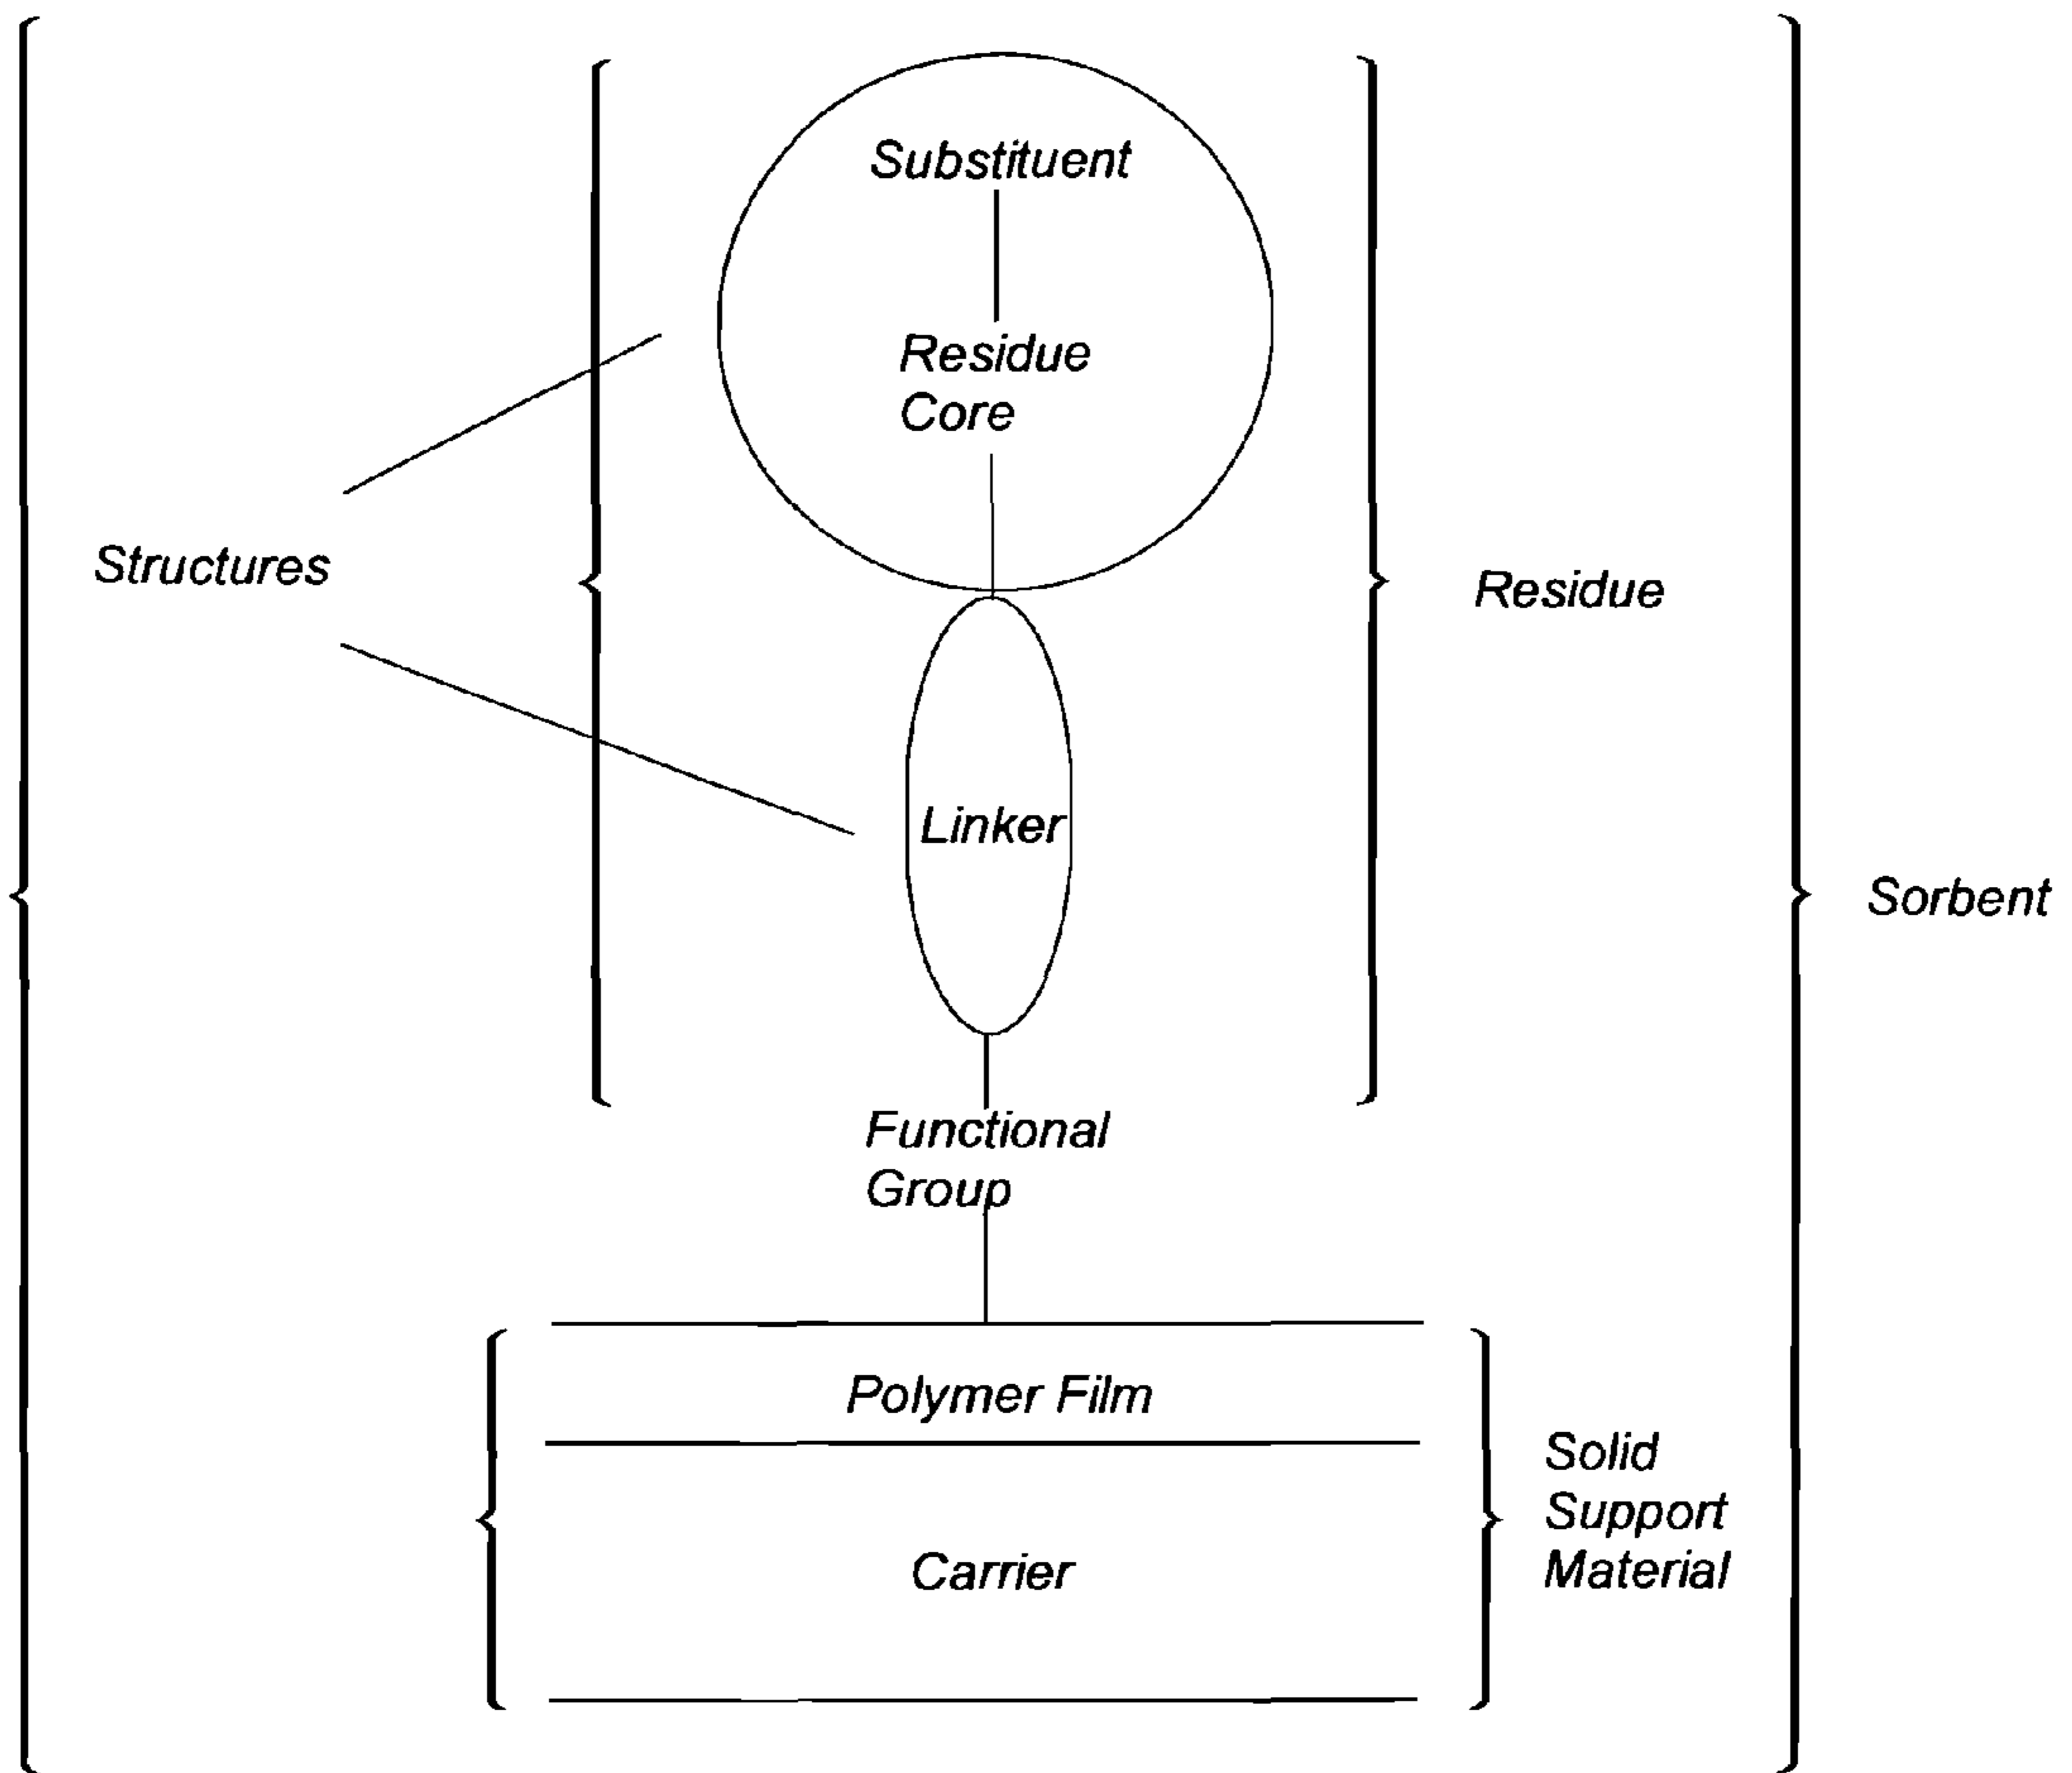 Substituent
Residue
Core
Structures
Residue
Linker
Sorbent
Functional
Group
Polymer Film
Solid
Support
Material
Carrier